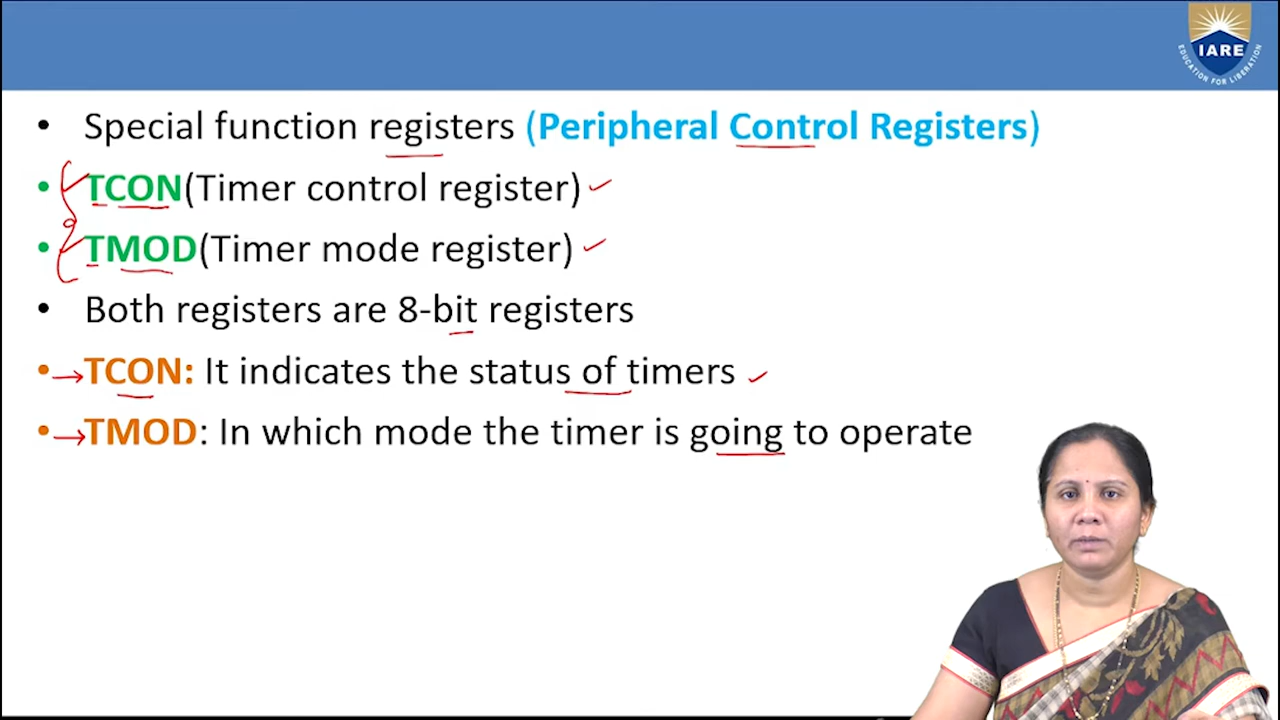 IARE
EDUCATION FOR LIBERATION
• Special function registers (Peripheral Control Registers)
• TCON(Timer control register)
• TMOD(Timer mode register)
• Both registers are 8-bit registers
• TCON: It indicates the status of timers
• TMOD: In which mode the timer is going to operate